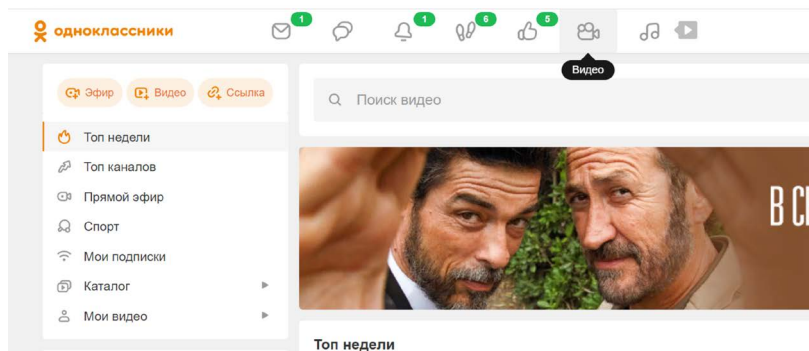 одноклассники
1
1
6
5
Видео
Эфир
Видео
Ссылка
Поиск видео
Топ недели
Топ каналов
Прямой эфир
Спорт
Мои подписки
Каталог
Мои видео
Топ недели